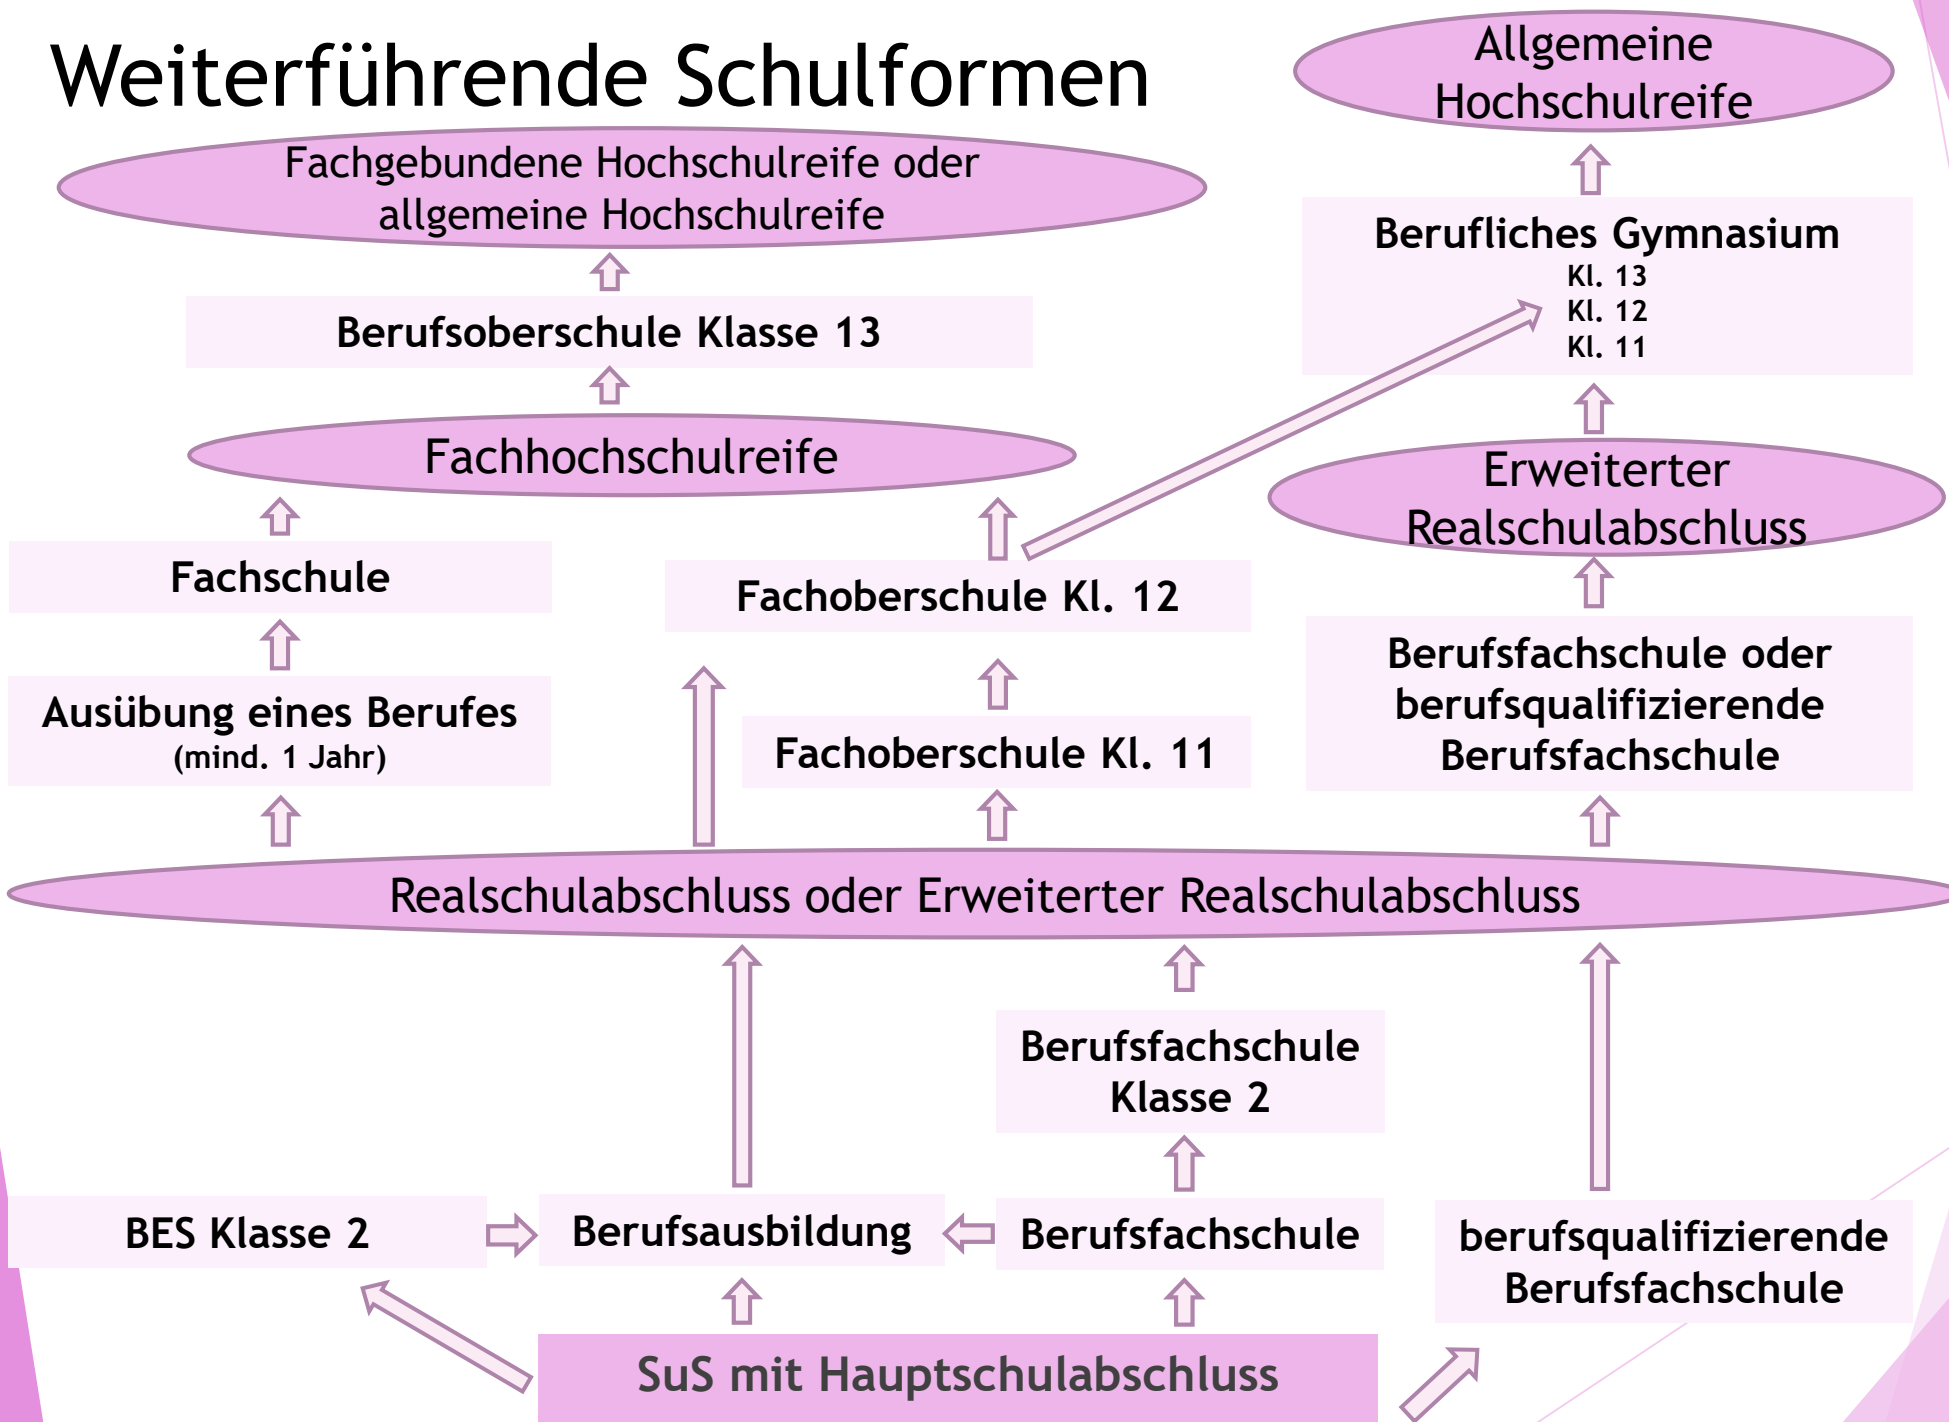 Weiterführende Schulformen
Allgemeine
Hochschulreife
Fachgebundene Hochschulreife oder
allgemeine Hochschulreife
Berufliches Gymnasium
Kl. 13
Kl. 12
Kl. 11
Berufsoberschule Klasse 13
Fachhochschulreife
Erweiterter
Realschulabschluss
Fachschule
Fachoberschule Kl. 12
Berufsfachschule oder
berufsqualifizierende
Berufsfachschule
Ausübung eines Berufes
(mind. 1 Jahr)
Fachoberschule Kl. 11
Realschulabschluss oder Erweiterter Realschulabschluss
Berufsfachschule
Klasse 2
BES Klasse 2
Berufsausbildung
Berufsfachschule
berufsqualifizierende
Berufsfachschule
SuS mit Hauptschulabschluss